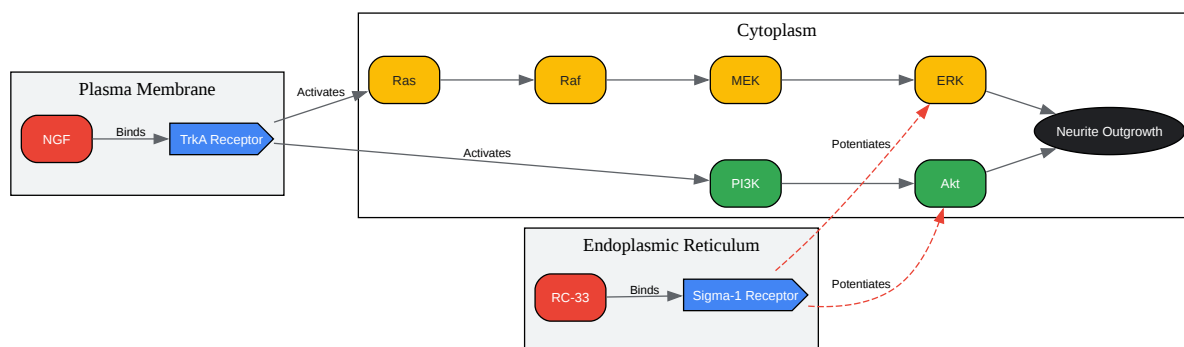 Cytoplasm
Ras
Raf
MEK
ERK
Activates
Plasma Membrane
NGF
Binds
TrkA Receptor
Neurite Outgrowth
Potentiates
Activates
PI3K
Akt
Endoplasmic Reticulum
RC-33
Binds
Sigma-1 Receptor
Potentiates